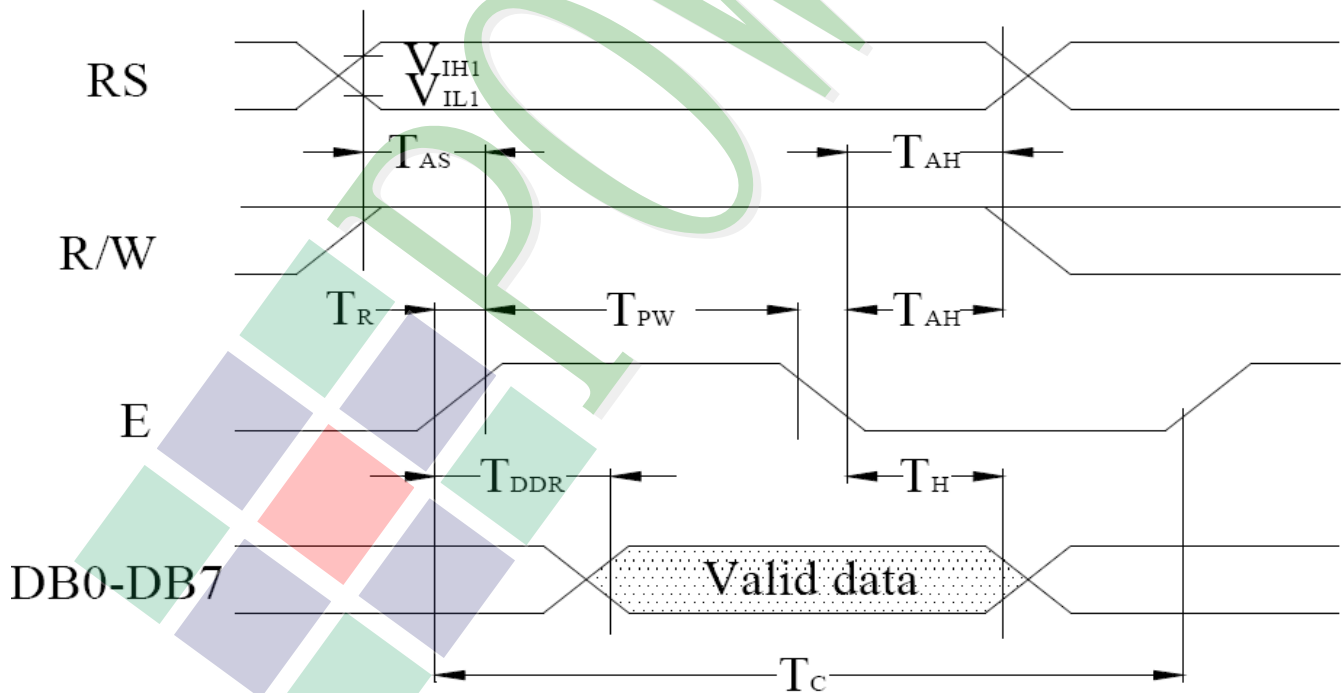 RS
VIH1
VIL1
TAS
TAH
R/W
TR
TPW
TAH
E
TDDR
TH
DB0-DB7
Valid data
TC